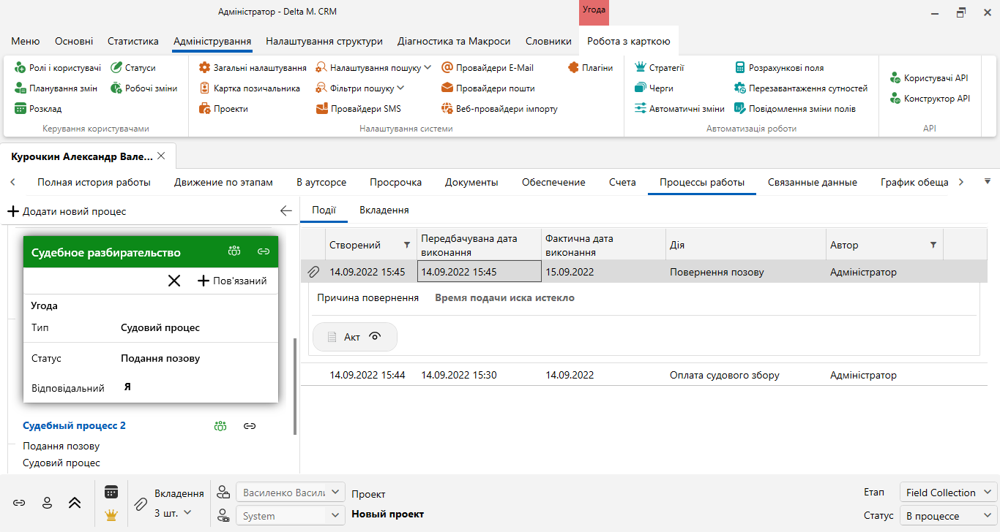 Адміністратор - Delta M. CRM
Угода
Меню Основні Статистика Адміністрування Налаштування структури Діагностика та Макроси Словники Робота з карткою
Ролі і користувачі Статуси Загальні налаштування Налаштування пошуку Провайдери E-Mail Плагіни Стратегії Розрахункові поля
Користувачі API
Планування змін Робочі зміни Картка позичальника Фільтри пошуку Провайдери пошти Черги Перезавантаження сутностей
Конструктор API
Розклад Проекти Провайдери SMS Веб-провайдери імпорту Автоматичні зміни Повідомлення зміни полів
Керування користувачами Налаштування системи Автоматизація роботи API
Курочкин Александр Вале...
Полная история работы Движение по этапам В аутсорсе Просрочка Документы Обеспечение Счета Процессы работы Связанные данные График обеща
Додати новий процес
Події Вкладення
Судебное разбирательство
Пов'язаний
Угода
Тип Судовий процес
Статус Подання позову
Відповідальний Я
Судебный процесс 2
Подання позову
Судовий процес
Створений Передбачувана дата виконання Фактична дата виконання Дія Автор
14.09.2022 15:45 14.09.2022 15:45 15.09.2022 Повернення позову Адміністратор
Причина повернення Время подачи иска истекло
Акт
14.09.2022 15:44 14.09.2022 15:30 14.09.2022 Оплата судового збору Адміністратор
Вкладення
3 шт.
Василенко Васил
System
Проект
Новый проект
Етап Field Collection
Статус В процессе